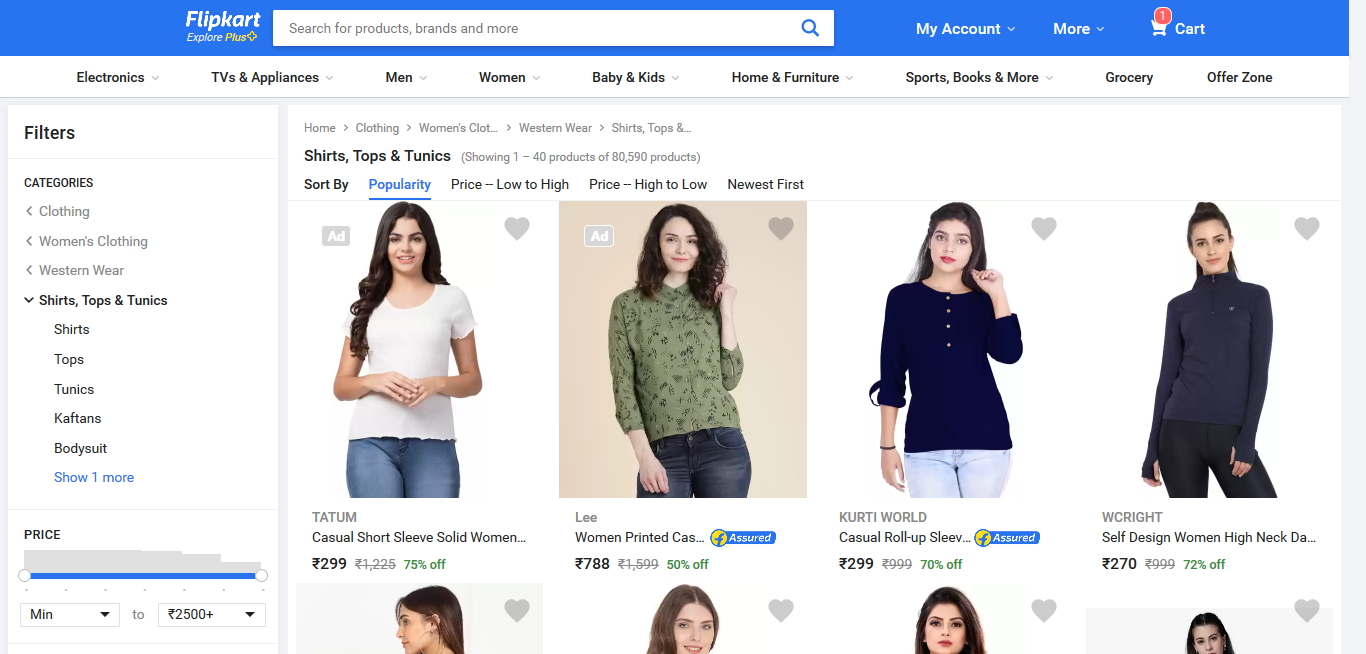 Flipkart
Explore Plus
Search for products, brands and more
My Account
More
1
Cart
Electronics
TVs & Appliances
Men
Women
Baby & Kids
Home & Furniture
Sports, Books & More
Grocery
Offer Zone
Filters
CATEGORIES
Clothing
Women's Clothing
Western Wear
Shirts, Tops & Tunics
Shirts
Tops
Tunics
Kaftans
Bodysuit
Show 1 more
PRICE
Min
to
₹2500+
Home
Clothing
Women's Clot...
Western Wear
Shirts, Tops &...
Shirts, Tops & Tunics (Showing 1 – 40 products of 80,590 products)
Sort By
Popularity
Price -- Low to High
Price -- High to Low
Newest First
Ad
TATUM
Casual Short Sleeve Solid Women...
₹299 ₹1,225 75% off
Ad
Lee
Women Printed Cas... Assured
₹788 ₹1,599 50% off
KURTI WORLD
Casual Roll-up Sleev... Assured
₹299 ₹999 70% off
WCRIGHT
Self Design Women High Neck Da...
₹270 ₹999 72% off